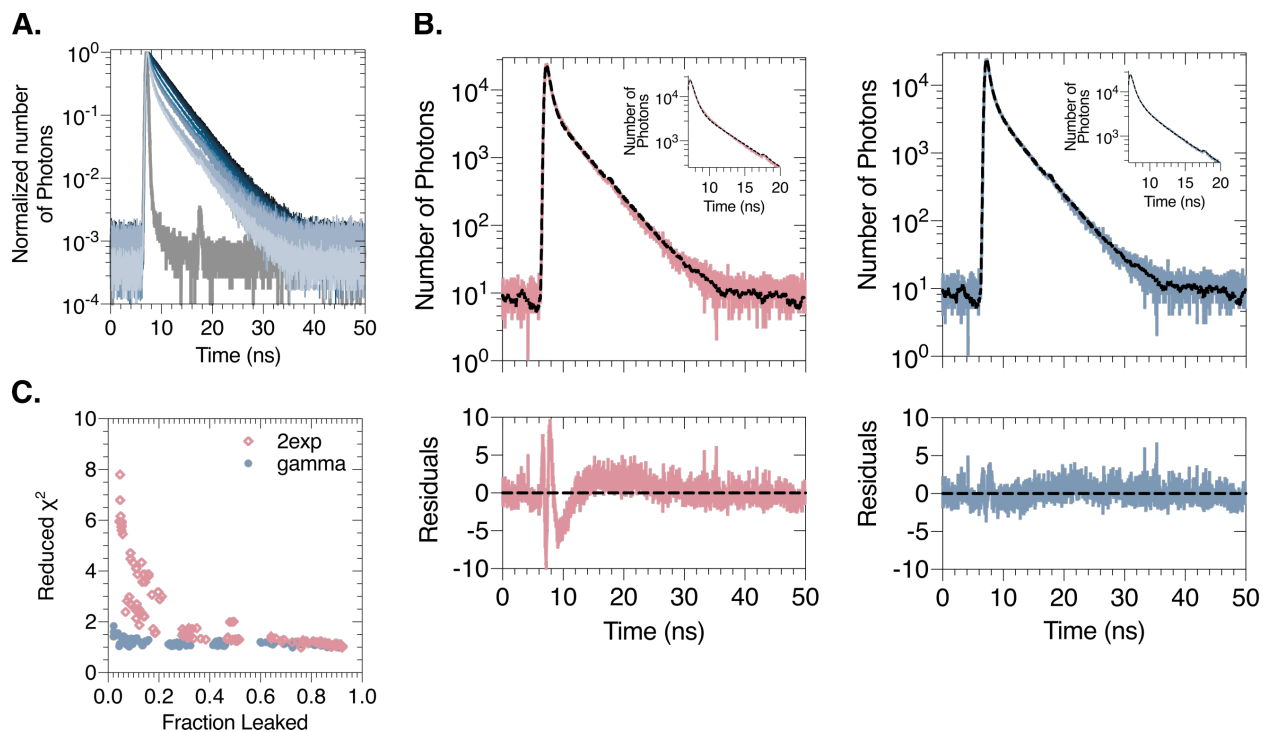 A.
10^0
10^-1
10^-2
10^-3
10^-4
Normalized number
of Photons
0 10 20 30 40 50
Time (ns)
B.
10^4
10^3
10^2
10^1
10^0
Number of Photons
Number of
Photons
10^4
10^3
10 15 20
Time (ns)
10^4
10^3
10^2
10^1
10^0
Number of Photons
Number of
Photons
10^4
10^3
10 15 20
Time (ns)
10
5
0
-5
-10
Residuals
0 10 20 30 40 50
Time (ns)
10
5
0
-5
-10
Residuals
0 10 20 30 40 50
Time (ns)
C.
10
8
6
4
2
0
Reduced χ²
2exp
gamma
0.0 0.2 0.4 0.6 0.8 1.0
Fraction Leaked